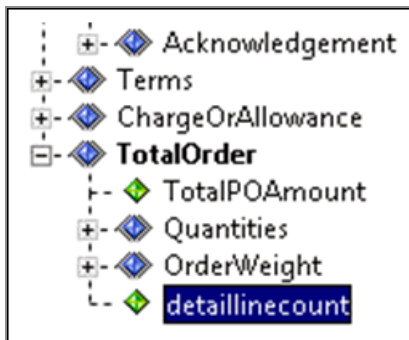 Acknowledgement
Terms
ChargeOrAllowance
TotalOrder
TotalPOAmount
Quantities
OrderWeight
detaillinecount